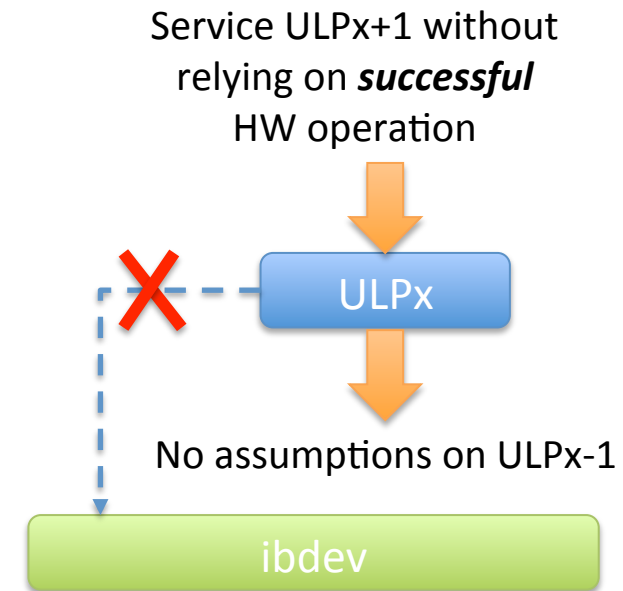 Service ULPx+1 without
relying on successful
HW operation
ULPx
No assumptions on ULPx-1
ibdev